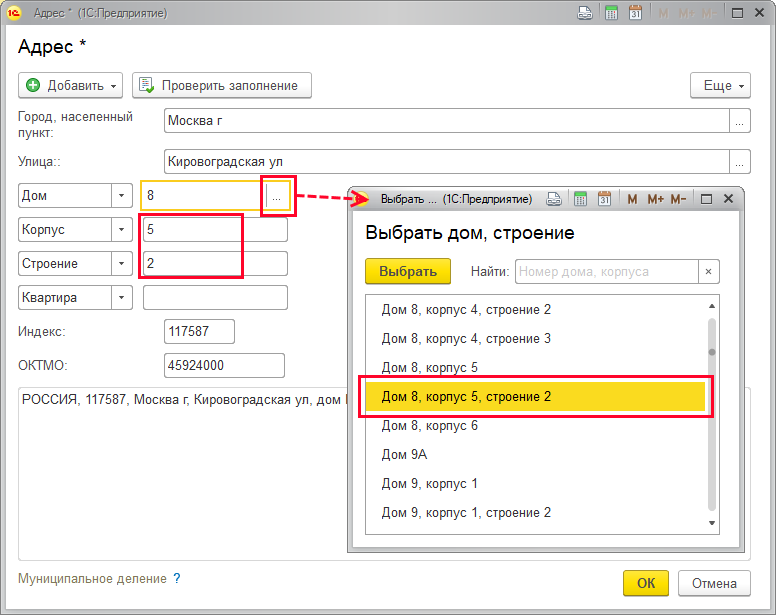 Адрес * (1С:Предприятие)
31 M M+ M-
Адрес *
Добавить
Проверить заполнение
Еще
Город, населенный
пункт:
Москва г
...
Улица::
Кировоградская ул
...
Дом
8
...
Корпус
5
Строение
2
Квартира
Индекс:
117587
ОКТМО:
45924000
РОССИЯ, 117587, Москва г, Кировоградская ул, дом
Муниципальное деление ?
ОК
Отмена
Выбрать ... (1С:Предприятие)
31 M M+ M-
Выбрать дом, строение
Выбрать
Найти:
Номер дома, корпуса
×
Дом 8, корпус 4, строение 2
Дом 8, корпус 4, строение 3
Дом 8, корпус 5
Дом 8, корпус 5, строение 2
Дом 8, корпус 6
Дом 9А
Дом 9, корпус 1
Дом 9, корпус 1, строение 2